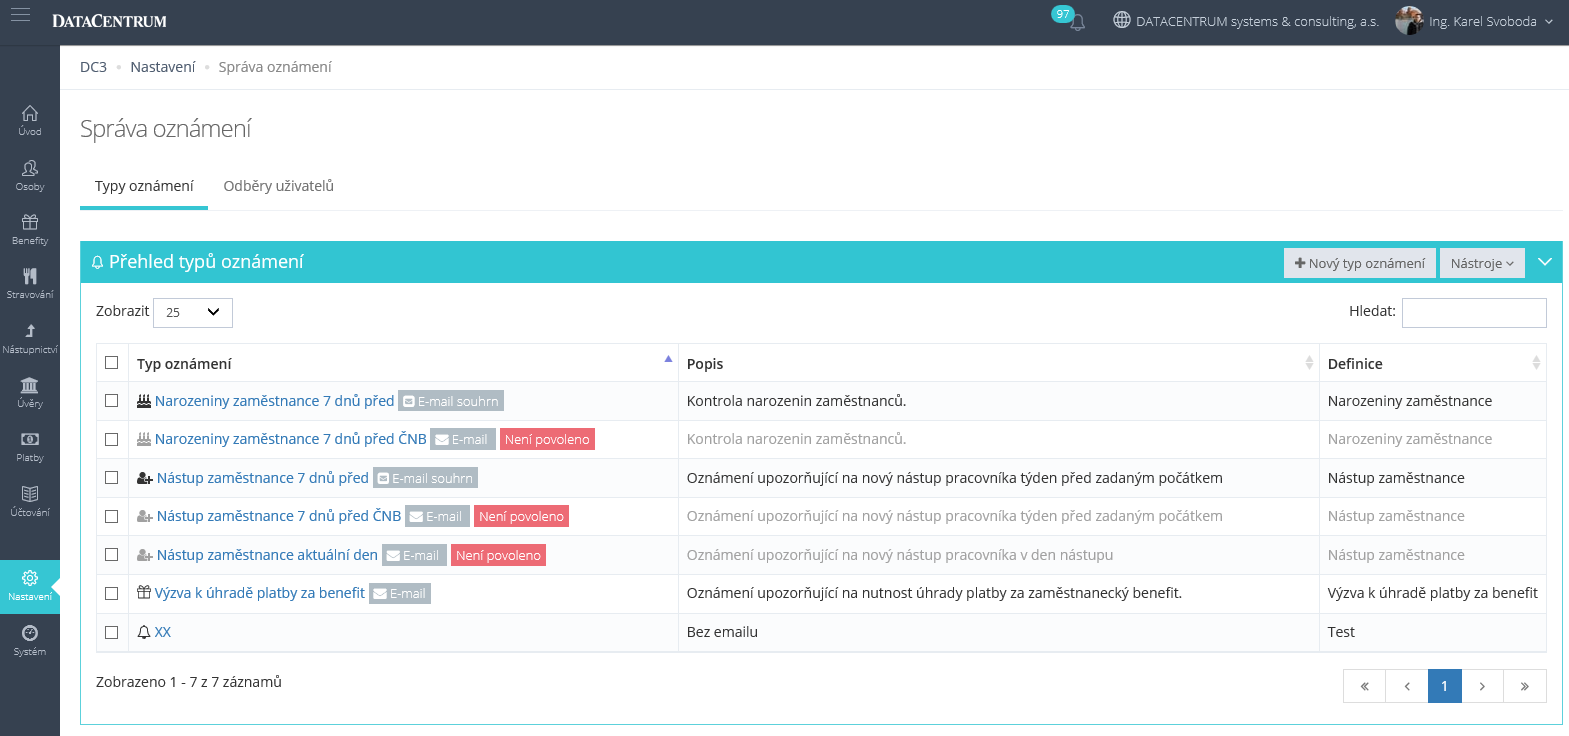 DATACENTRUM
97
DATACENTRUM systems & consulting, a.s.
Ing. Karel Svoboda
DC3 Nastavení Správa oznámení
Úvod
Osoby
Benefity
Stravování
Nástupnictví
Úvěry
Platby
Účtování
Nastavení
Systém
Správa oznámení
Typy oznámení Odběry uživatelů
Přehled typů oznámení
Nový typ oznámení Nástroje
Zobrazit 25 Hledat:
Typ oznámení Popis Definice
Narozeniny zaměstnance 7 dnů před E-mail souhrn Kontrola narozenin zaměstnanců. Narozeniny zaměstnance
Narozeniny zaměstnance 7 dnů před ČNB E-mail Není povoleno Kontrola narozenin zaměstnanců. Narozeniny zaměstnance
Nástup zaměstnance 7 dnů před E-mail souhrn Oznámení upozorňující na nový nástup pracovníka týden před zadaným počátkem Nástup zaměstnance
Nástup zaměstnance 7 dnů před ČNB E-mail Není povoleno Oznámení upozorňující na nový nástup pracovníka týden před zadaným počátkem Nástup zaměstnance
Nástup zaměstnance aktuální den E-mail Není povoleno Oznámení upozorňující na nový nástup pracovníka v den nástupu Nástup zaměstnance
Výzva k úhradě platby za benefit E-mail Oznámení upozorňující na nutnost úhrady platby za zaměstnanecký benefit. Výzva k úhradě platby za benefit
XX Bez emailu Test
Zobrazeno 1 - 7 z 7 záznamů
« ‹ 1 › »